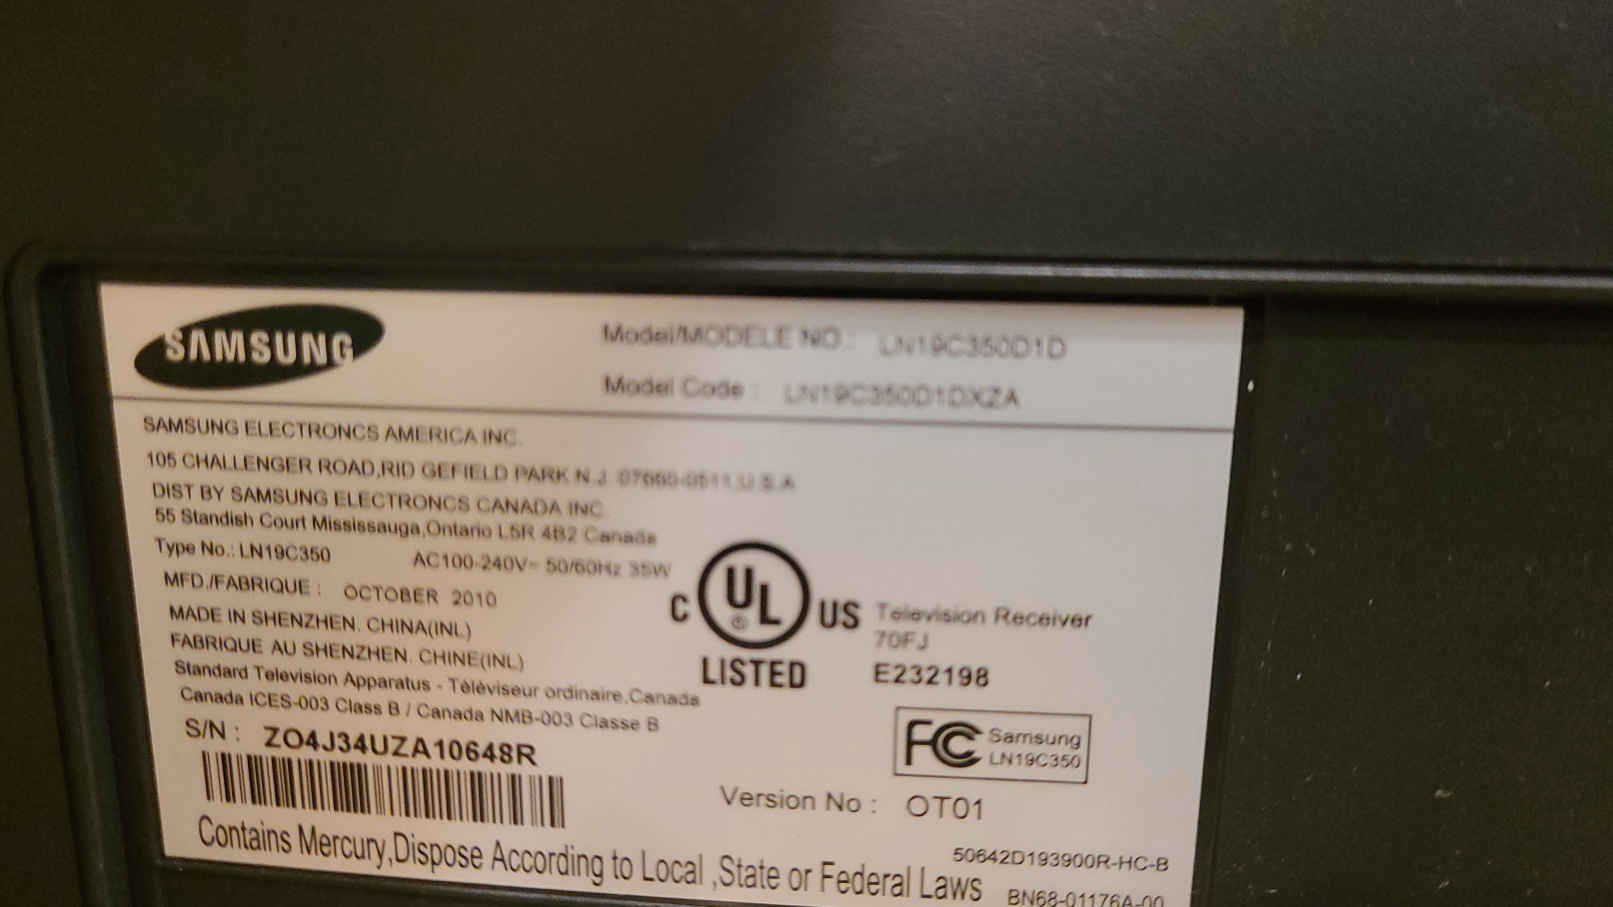 SAMSUNG
Model/MODELE NO : LN19C350D1D
Model Code : LN19C350D1DXZA
SAMSUNG ELECTRONCS AMERICA INC.
105 CHALLENGER ROAD,RID GEFIELD PARK N.J. 07660-0511,U.S.A
DIST BY SAMSUNG ELECTRONCS CANADA INC.
55 Standish Court Mississauga,Ontario L5R 4B2 Canada
Type No.: LN19C350 AC100-240V~ 50/60Hz 35W
MFD./FABRIQUE : OCTOBER 2010
MADE IN SHENZHEN. CHINA(INL)
FABRIQUE AU SHENZHEN. CHINE(INL)
Standard Television Apparatus - Téléviseur ordinaire,Canada
Canada ICES-003 Class B / Canada NMB-003 Classe B
C UL ® US
LISTED
Television Receiver
70FJ
E232198
S/N : ZO4J34UZA10648R
FC Samsung
LN19C350
Version No : OT01
Contains Mercury,Dispose According to Local ,State or Federal Laws
50642D193900R-HC-B
BN68-01176A-00